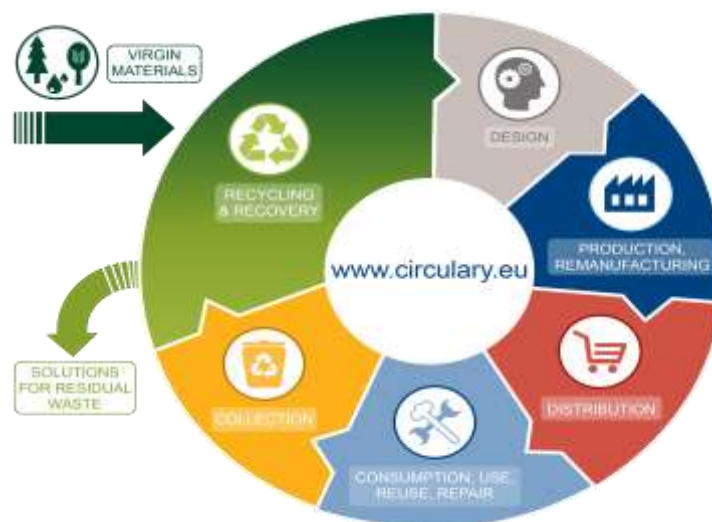 VIRGIN
MATERIALS
DESIGN
RECYCLING
& RECOVERY
PRODUCTION,
REMANUFACTURING
www.circulary.eu
SOLUTIONS
FOR RESIDUAL
WASTE
COLLECTION
DISTRIBUTION
CONSUMPTION, USE,
REUSE, REPAIR